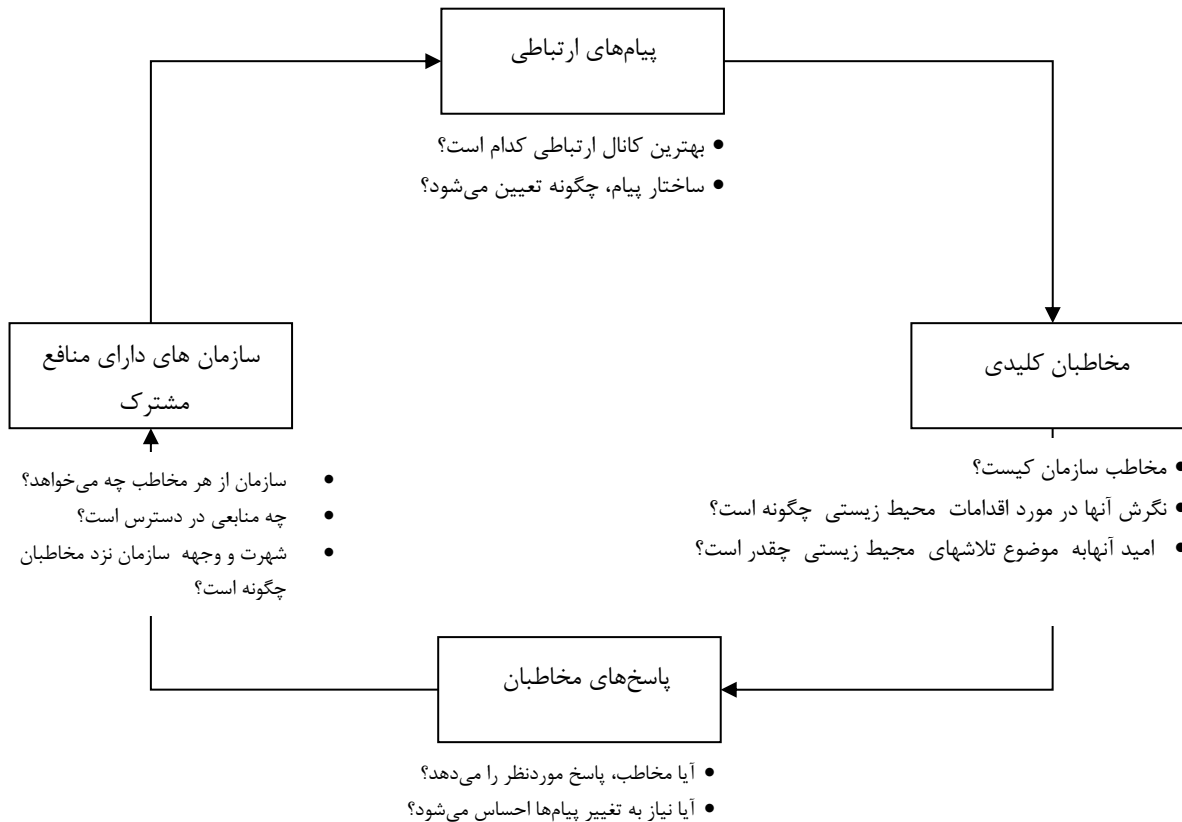 پیام‌های ارتباطی
• بهترین کانال ارتباطی کدام است؟
• ساختار پیام، چگونه تعیین می‌شود؟
مخاطبان کلیدی
• مخاطب سازمان کیست؟
• نگرش آنها در مورد اقدامات محیط زیستی چگونه است؟
• امید آنهابه موضوع تلاشهای مجیط زیستی چقدر است؟
سازمان های دارای منافع
مشترک
• سازمان از هر مخاطب چه می‌خواهد؟
• چه منابعی در دسترس است؟
• شهرت و وجهه سازمان نزد مخاطبان
چگونه است؟
پاسخ‌های مخاطبان
• آیا مخاطب، پاسخ موردنظر را می‌دهد؟
• آیا نیاز به تغییر پیام‌ها احساس می‌شود؟